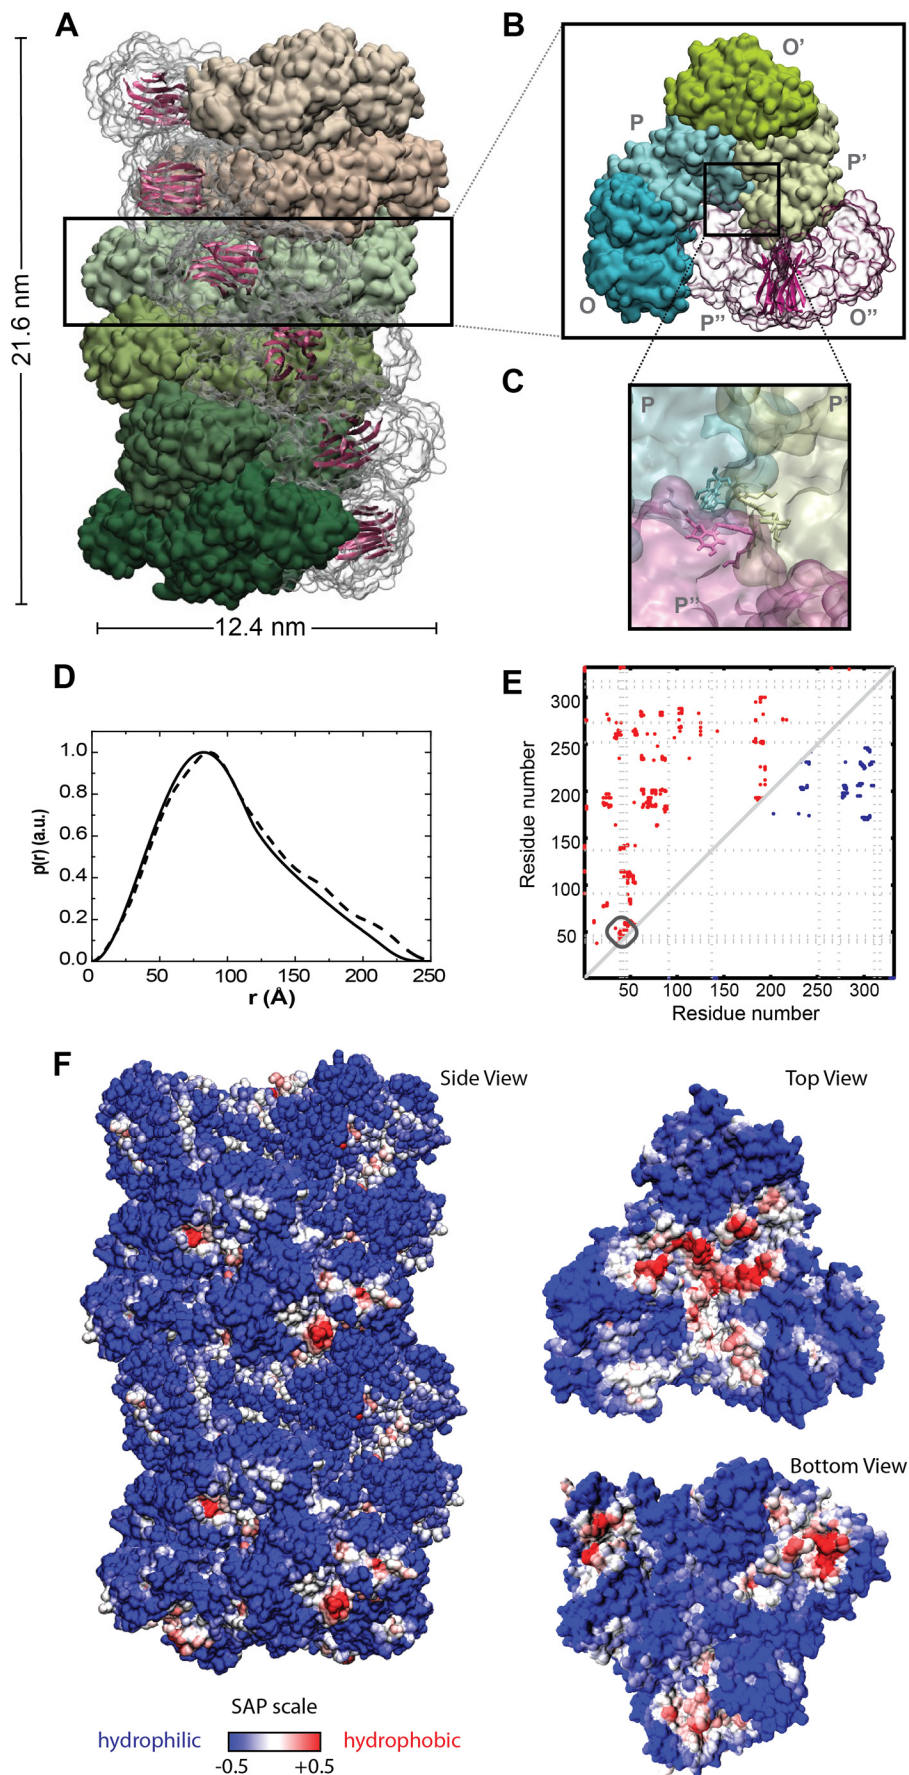 A
21.6 nm
12.4 nm
B
O'
P
P'
O
P''
O''
C
P
P'
P''
D
p(r) (a.u.)
1.0
0.8
0.6
0.4
0.2
0.0
0 50 100 150 200 250
r (Å)
E
Residue number
300
250
200
150
100
50
50 100 150 200 250 300
Residue number
F
Side View
Top View
Bottom View
SAP scale
hydrophilic
hydrophobic
-0.5 +0.5